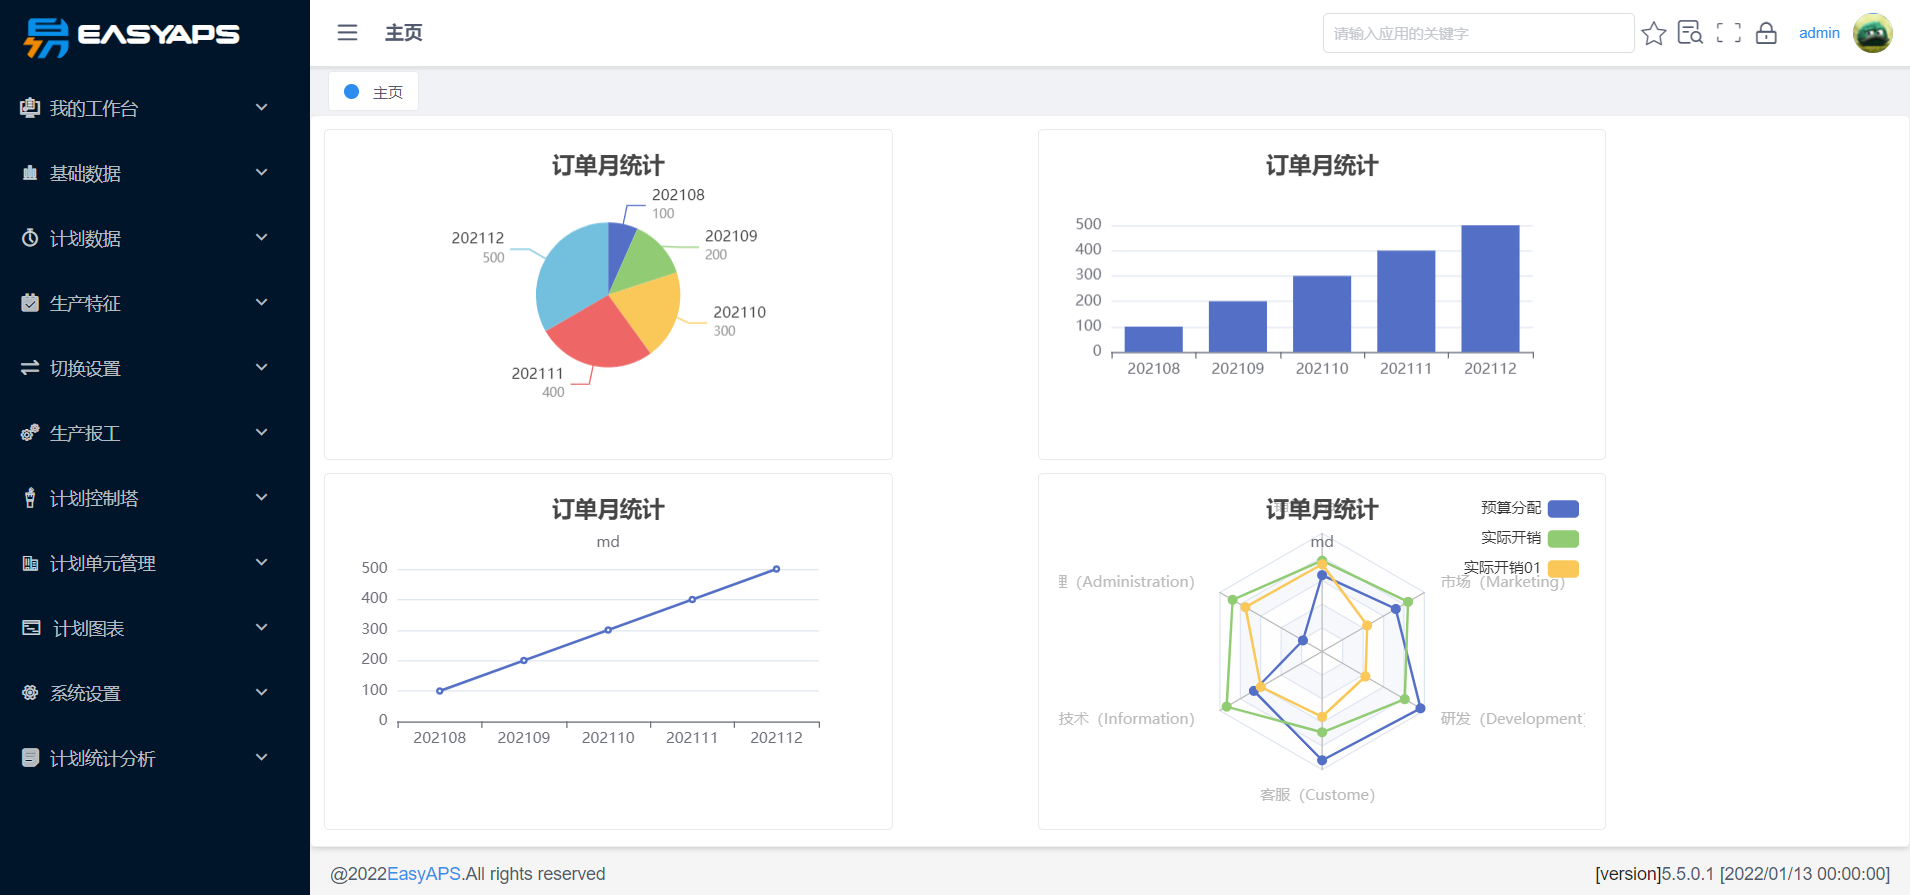 EASYAPS
主页
请输入应用的关键字
admin
我的工作台
基础数据
计划数据
生产特征
切换设置
生产报工
计划控制塔
计划单元管理
计划图表
系统设置
计划统计分析
主页
订单月统计
202108
100
202109
200
202110
300
202111
400
202112
500
订单月统计
500
400
300
200
100
0
202108 202109 202110 202111 202112
订单月统计
md
500
400
300
200
100
0
202108 202109 202110 202111 202112
订单月统计
md
预算分配
实际开销
实际开销01
理（Administration）
市场（Marketing）
技术（Information）
研发（Development
客服（Custome）
@2022EasyAPS.All rights reserved
[version]5.5.0.1 [2022/01/13 00:00:00]